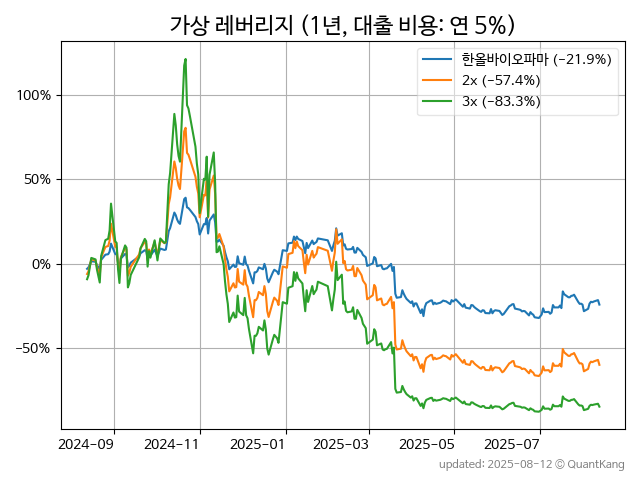 가상 레버리지 (1년, 대출 비용: 연 5%)
한올바이오파마 (−21.9%)
2x (−57.4%)
3x (−83.3%)
100%
50%
0%
−50%
2024−09 2024−11 2025−01 2025−03 2025−05 2025−07
updated: 2025-08-12 © QuantKang